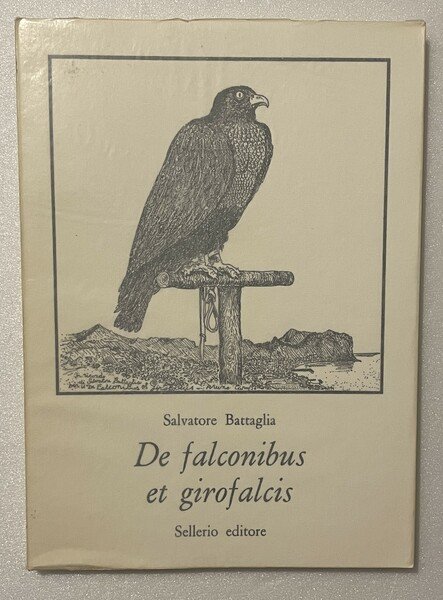 Salvatore Battaglia
De falconibus
et girofalcis
Sellerio editore